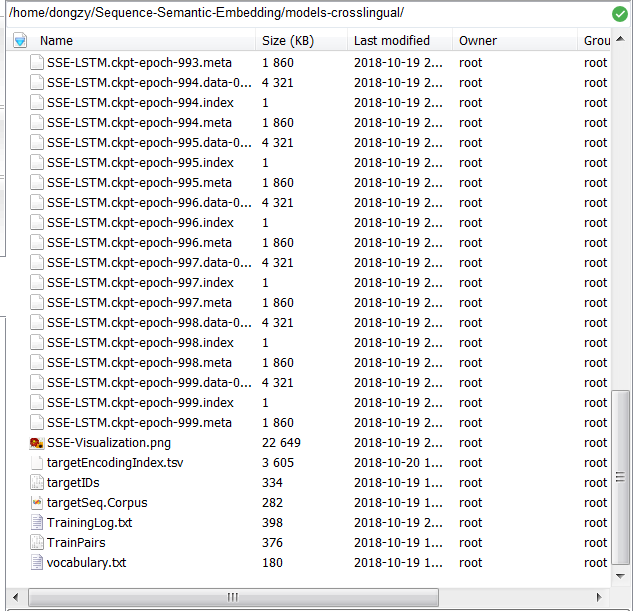 /home/dongzy/Sequence-Semantic-Embedding/models-crosslingual/
Name Size (KB) Last modified Owner Grou
SSE-LSTM.ckpt-epoch-993.meta 1 860 2018-10-19 2... root root
SSE-LSTM.ckpt-epoch-994.data-0... 4 321 2018-10-19 2... root root
SSE-LSTM.ckpt-epoch-994.index 1 2018-10-19 2... root root
SSE-LSTM.ckpt-epoch-994.meta 1 860 2018-10-19 2... root root
SSE-LSTM.ckpt-epoch-995.data-0... 4 321 2018-10-19 2... root root
SSE-LSTM.ckpt-epoch-995.index 1 2018-10-19 2... root root
SSE-LSTM.ckpt-epoch-995.meta 1 860 2018-10-19 2... root root
SSE-LSTM.ckpt-epoch-996.data-0... 4 321 2018-10-19 2... root root
SSE-LSTM.ckpt-epoch-996.index 1 2018-10-19 2... root root
SSE-LSTM.ckpt-epoch-996.meta 1 860 2018-10-19 2... root root
SSE-LSTM.ckpt-epoch-997.data-0... 4 321 2018-10-19 2... root root
SSE-LSTM.ckpt-epoch-997.index 1 2018-10-19 2... root root
SSE-LSTM.ckpt-epoch-997.meta 1 860 2018-10-19 2... root root
SSE-LSTM.ckpt-epoch-998.data-0... 4 321 2018-10-19 2... root root
SSE-LSTM.ckpt-epoch-998.index 1 2018-10-19 2... root root
SSE-LSTM.ckpt-epoch-998.meta 1 860 2018-10-19 2... root root
SSE-LSTM.ckpt-epoch-999.data-0... 4 321 2018-10-19 2... root root
SSE-LSTM.ckpt-epoch-999.index 1 2018-10-19 2... root root
SSE-LSTM.ckpt-epoch-999.meta 1 860 2018-10-19 2... root root
SSE-Visualization.png 22 649 2018-10-19 2... root root
targetEncodingIndex.tsv 3 605 2018-10-20 1... root root
targetIDs 334 2018-10-19 1... root root
targetSeq.Corpus 282 2018-10-19 1... root root
TrainingLog.txt 398 2018-10-19 2... root root
TrainPairs 376 2018-10-19 1... root root
vocabulary.txt 180 2018-10-19 1... root root